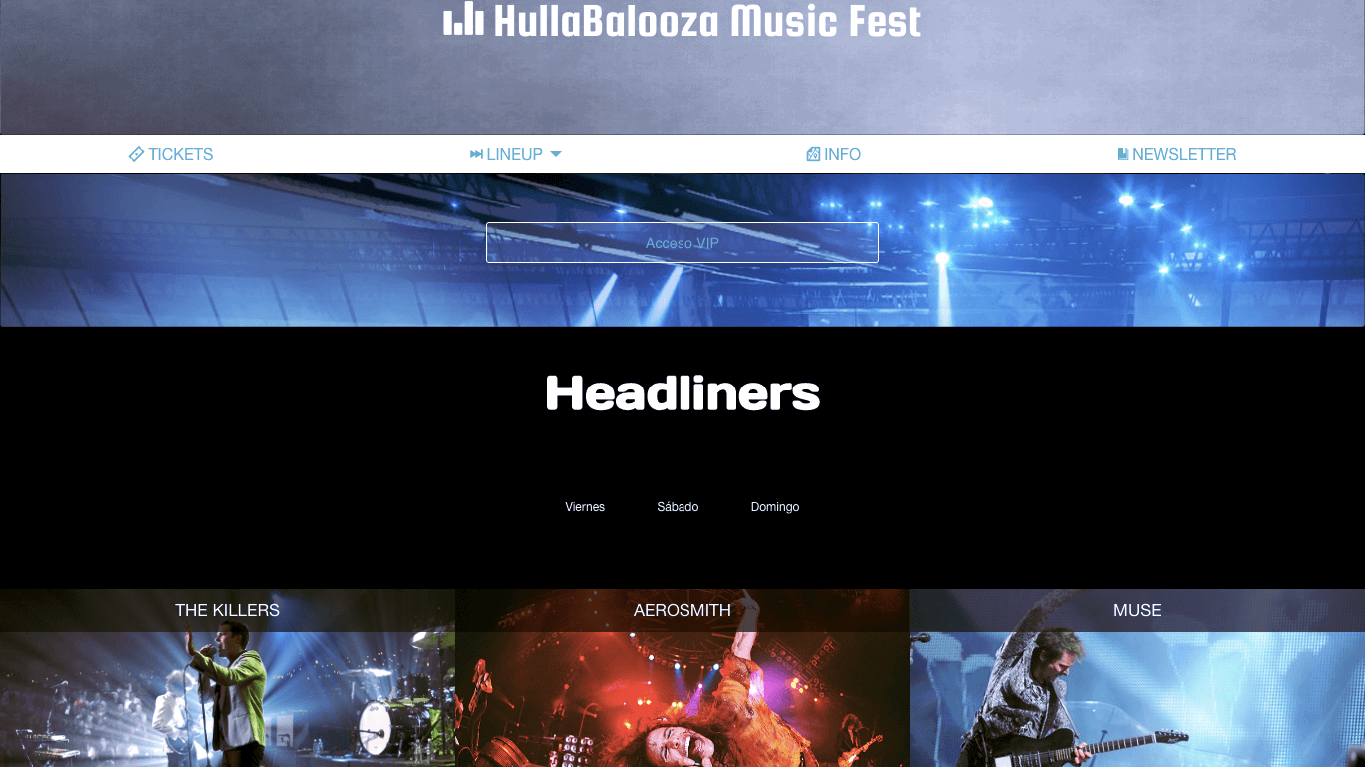 HullaBalooza Music Fest
TICKETS
LINEUP
INFO
NEWSLETTER
Acceso VIP
Headliners
Viernes
Sábado
Domingo
THE KILLERS
AEROSMITH
MUSE